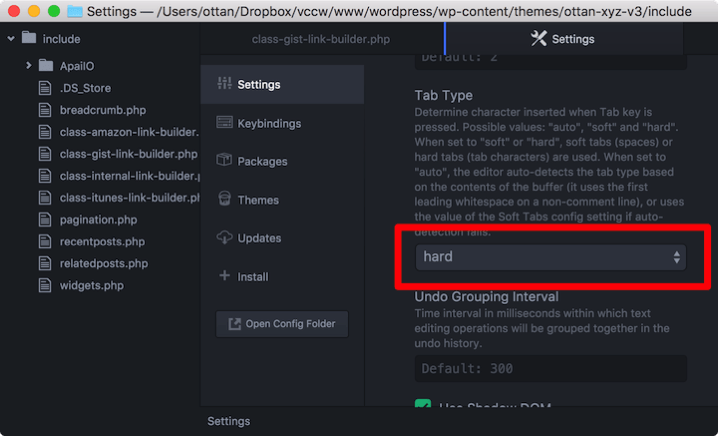 Settings — /Users/ottan/Dropbox/vccw/www/wordpress/wp-content/themes/ottan-xyz-v3/include
include
ApaiIO
.DS_Store
breadcrumb.php
class-amazon-link-builder.
class-gist-link-builder.php
class-internal-link-builder.p
class-itunes-link-builder.ph
pagination.php
recentposts.php
relatedposts.php
widgets.php
class-gist-link-builder.php
Settings
Settings
Keybindings
Packages
Themes
Updates
Install
Open Config Folder
Default: 2
Tab Type
Determine character inserted when Tab key is
pressed. Possible values: "auto", "soft" and "hard".
When set to "soft" or "hard", soft tabs (spaces) or
hard tabs (tab characters) are used. When set to
"auto", the editor auto-detects the tab type based
on the contents of the buffer (it uses the first
leading whitespace on a non-comment line), or uses
the value of the Soft Tabs config setting if auto-
detection fails.
hard
Undo Grouping Interval
Time interval in milliseconds within which text
editing operations will be grouped together in the
undo history.
Default: 300
Use Shadow DOM
Settings